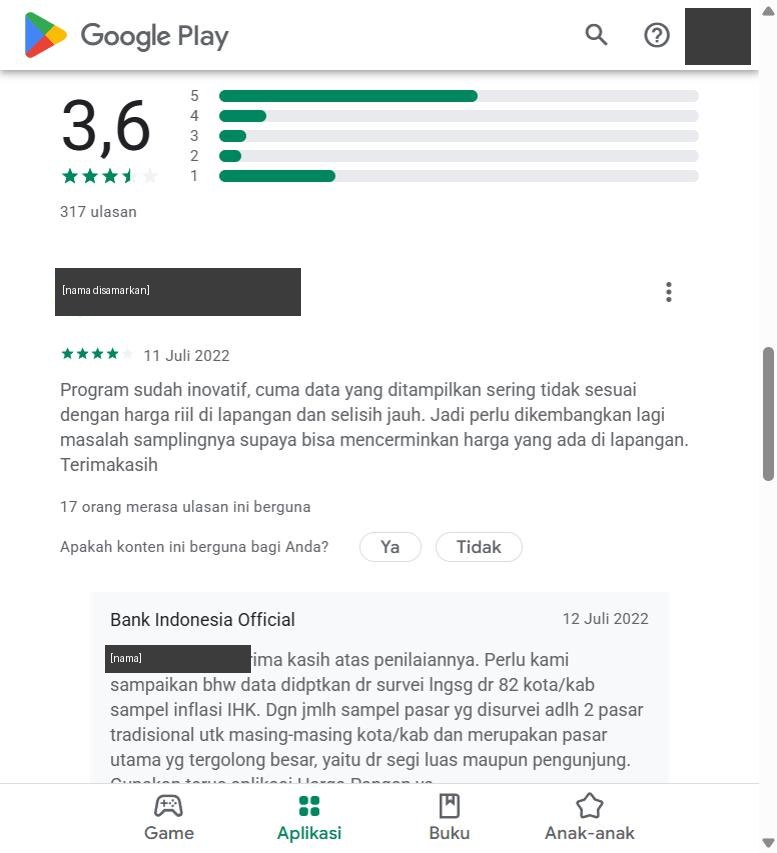 Google Play
3,6
5
4
3
2
1
317 ulasan
[nama disamarkan]
11 Juli 2022
Program sudah inovatif, cuma data yang ditampilkan sering tidak sesuai
dengan harga riil di lapangan dan selisih jauh. Jadi perlu dikembangkan lagi
masalah samplingnya supaya bisa mencerminkan harga yang ada di lapangan.
Terimakasih
17 orang merasa ulasan ini berguna
Apakah konten ini berguna bagi Anda? Ya Tidak
Bank Indonesia Official 12 Juli 2022
[nama] rima kasih atas penilaiannya. Perlu kami
sampaikan bhw data didptkan dr survei lngsg dr 82 kota/kab
sampel inflasi IHK. Dgn jmlh sampel pasar yg disurvei adlh 2 pasar
tradisional utk masing-masing kota/kab dan merupakan pasar
utama yg tergolong besar, yaitu dr segi luas maupun pengunjung.
Gunakan terus aplikasi Harga Pangan ya
Game Aplikasi Buku Anak-anak